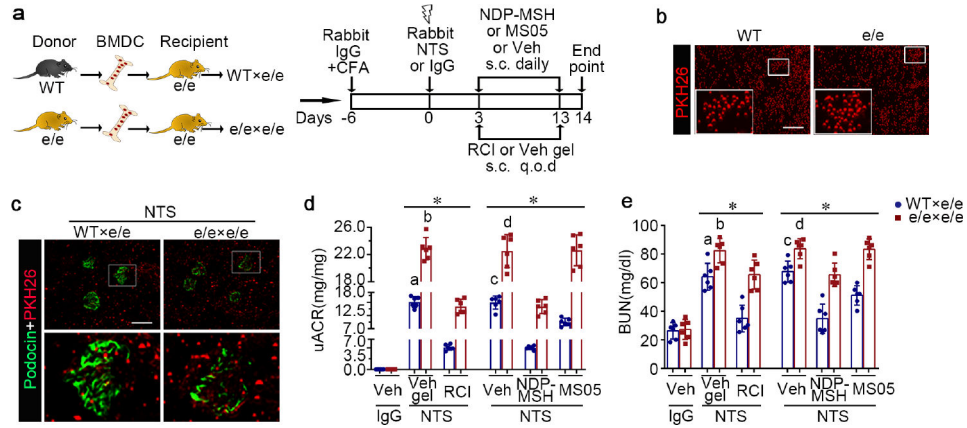 a
Donor BMDC Recipient
WT e/e WT×e/e
e/e e/e e/e×e/e
Rabbit
IgG
+CFA
Rabbit
NTS
or IgG
NDP-MSH
or MS05
or Veh
s.c. daily
End
point
Days -6 0 3 13 14
RCI or Veh gel
s.c. q.o.d
b
WT e/e
PKH26
c
NTS
WT×e/e e/e×e/e
Podocin+PKH26
d
uACR(mg/mg)
26.0
22.0
18.0
18.0
12.5
7.0
7.0
3.5
0.0
* *
a b c d
Veh Veh gel RCI Veh NDP-MSH MS05
IgG NTS NTS
e
WT×e/e
e/e×e/e
BUN(mg/dl)
100
80
60
40
20
0
* *
a b c d
Veh Veh gel RCI Veh NDP-MSH MS05
IgG NTS NTS